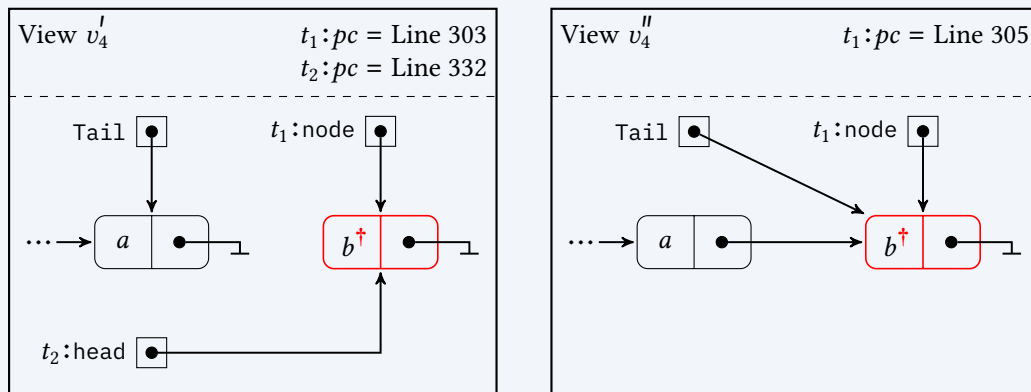 View v₄′ t₁:pc = Line 303
t₂:pc = Line 332
Tail t₁:node
··· a b†
t₂:head
View v₄″ t₁:pc = Line 305
Tail t₁:node
··· a b†